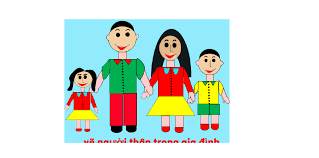 vẽ người thân trong gia đình